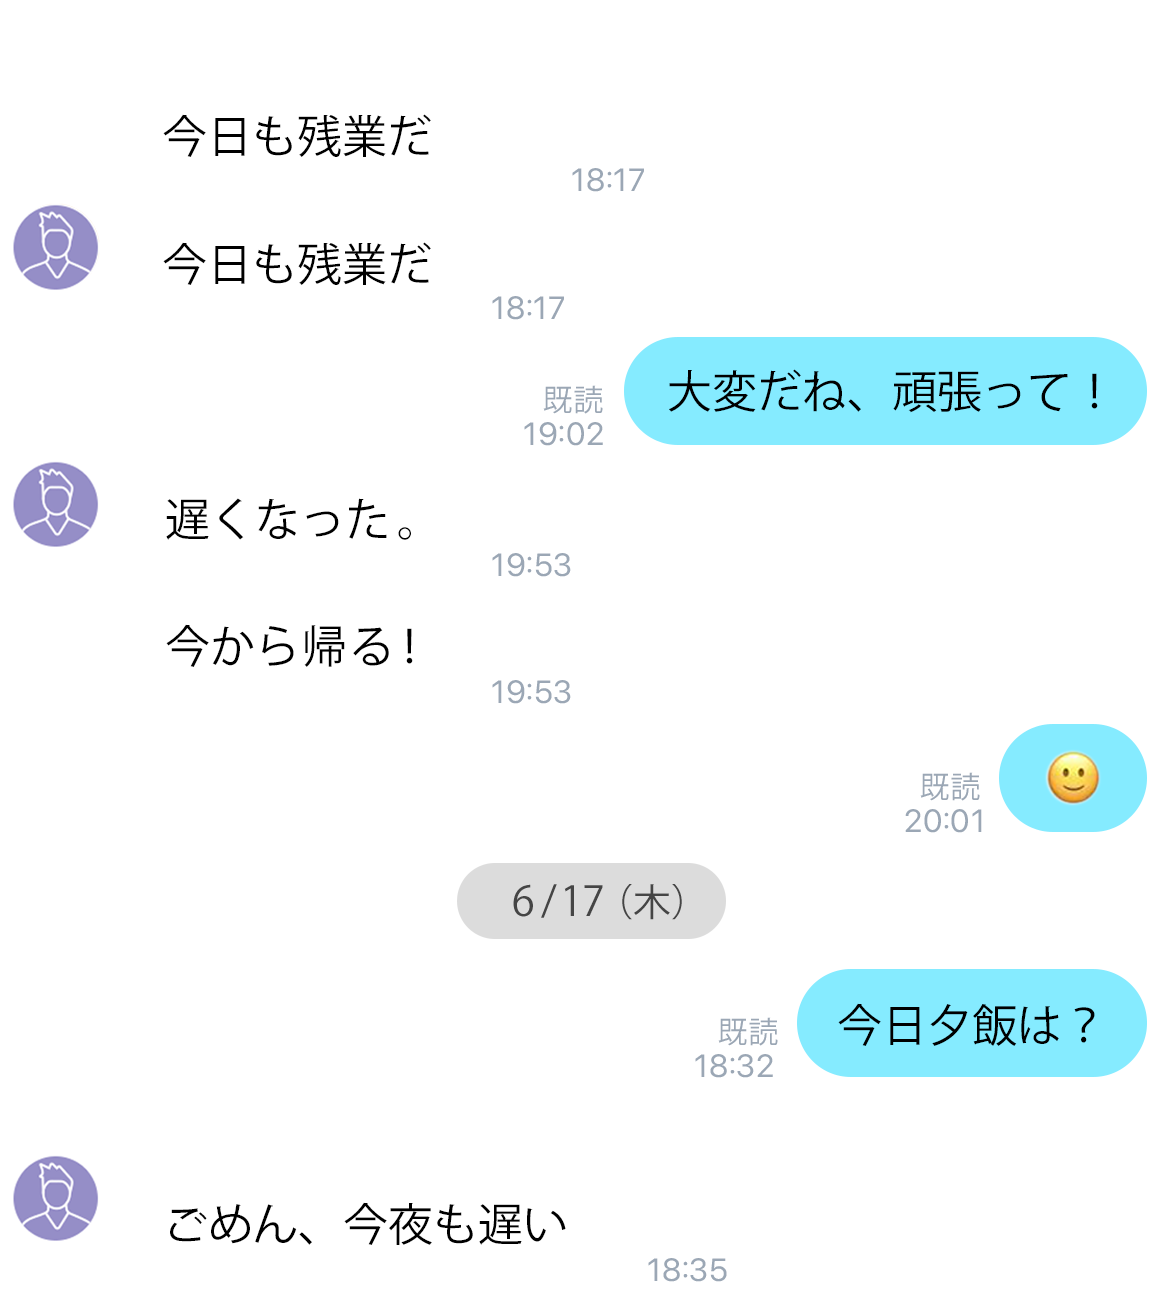 今日も残業だ
18:17
今日も残業だ
18:17
大変だね、頑張って！
既読
19:02
遅くなった。
19:53
今から帰る！
19:53
🙂
既読
20:01
6/17（木）
今日夕飯は？
既読
18:32
ごめん、今夜も遅い
18:35